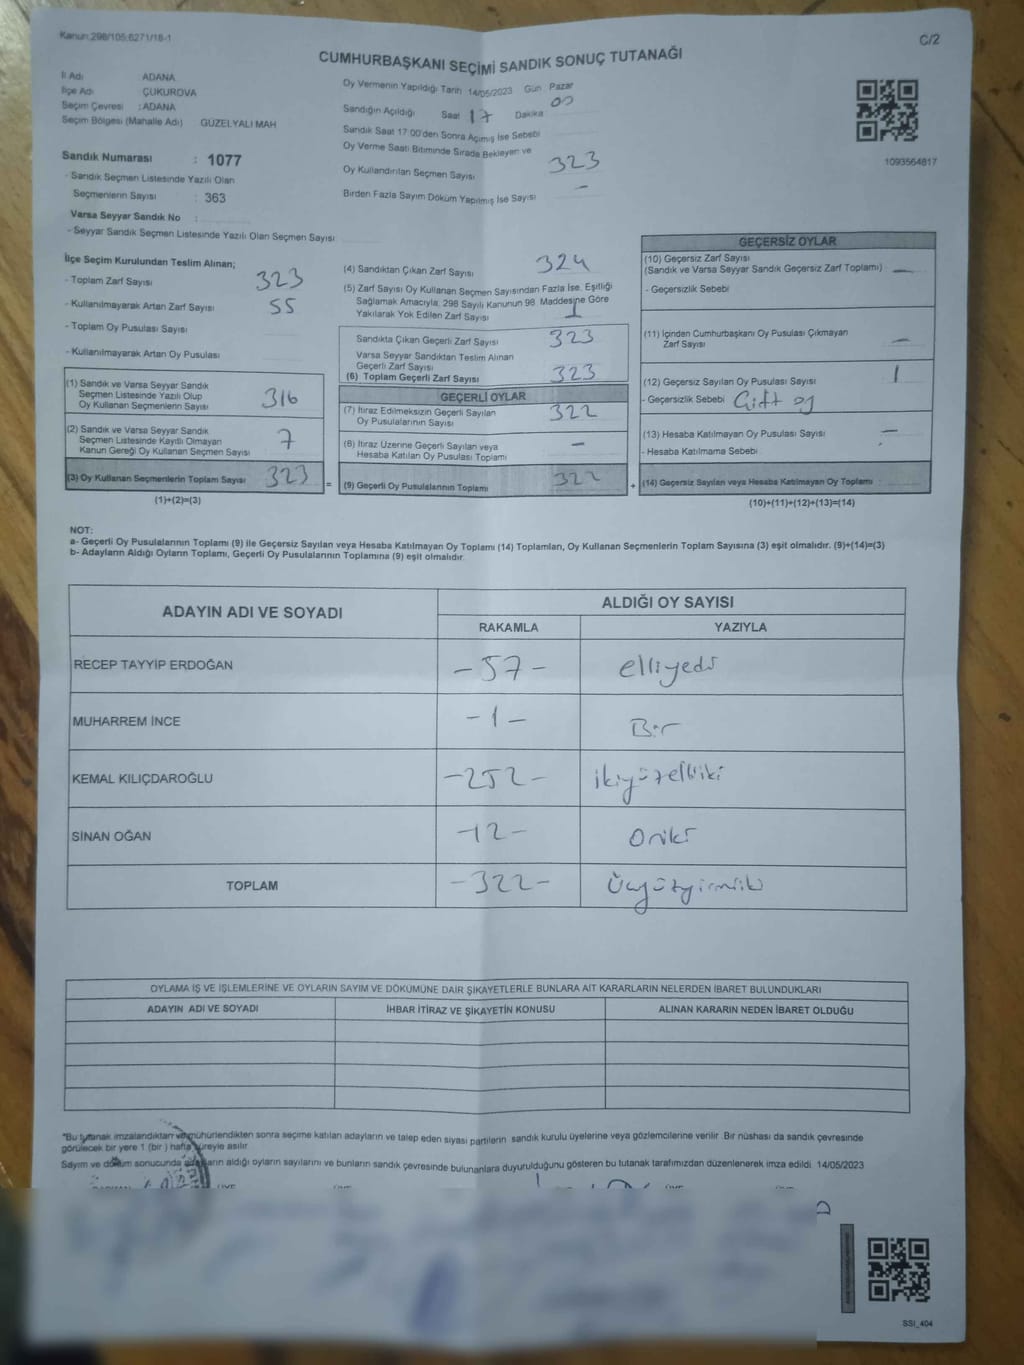 Kanun:298/105;6271/18-1
C/2
CUMHURBAŞKANI SEÇİMİ SANDIK SONUÇ TUTANAĞI
İl Adı ADANA
İlçe Adı ÇUKUROVA
Seçim Çevresi : ADANA
Seçim Bölgesi (Mahalle Adı) GÜZELYALI MAH
Sandık Numarası : 1077
- Sandık Seçmen Listesinde Yazılı Olan
Seçmenlerin Sayısı : 363
Varsa Seyyar Sandık No :
- Seyyar Sandık Seçmen Listesinde Yazılı Olan Seçmen Sayısı
Oy Vermenin Yapıldığı Tarih 14/05/2023 Gün Pazar
Sandığın Açıldığı Saat 17 Dakika 00
Sandık Saat 17:00'den Sonra Açmış İse Sebebi
Oy Verme Saati Bitiminde Sırada Bekleyen ve
Oy Kullandırılan Seçmen Sayısı 323
Birden Fazla Sayım Döküm Yapılmış İse Sayısı -
1093564817
İlçe Seçim Kurulundan Teslim Alınan;
- Toplam Zarf Sayısı 323
- Kullanılmayarak Artan Zarf Sayısı 55
- Toplam Oy Pusulası Sayısı
- Kullanılmayarak Artan Oy Pusulası
(1) Sandık ve Varsa Seyyar Sandık
Seçmen Listesinde Yazılı Olup
Oy Kullanan Seçmenlerin Sayısı 316
(2) Sandık ve Varsa Seyyar Sandık
Seçmen Listesinde Kayıtlı Olmayan
Kanun Gereği Oy Kullanan Seçmen Sayısı 7
(3) Oy Kullanan Seçmenlerin Toplam Sayısı 323
(1)+(2)=(3)
(4) Sandıktan Çıkan Zarf Sayısı 324
(5) Zarf Sayısı Oy Kullanan Seçmen Sayısından Fazla İse, Eşitliği
Sağlamak Amacıyla, 298 Sayılı Kanunun 98. Maddesine Göre
Yakılarak Yok Edilen Zarf Sayısı 1
Sandıkta Çıkan Geçerli Zarf Sayısı 323
Varsa Seyyar Sandıktan Teslim Alınan
Geçerli Zarf Sayısı
(6) Toplam Geçerli Zarf Sayısı 323
GEÇERLİ OYLAR
(7) İtiraz Edilmeksizin Geçerli Sayılan
Oy Pusulalarının Sayısı 322
(8) İtiraz Üzerine Geçerli Sayılan veya
Hesaba Katılan Oy Pusulası Toplamı -
= (9) Geçerli Oy Pusulalarının Toplamı 322
GEÇERSİZ OYLAR
(10) Geçersiz Zarf Sayısı
(Sandık ve Varsa Seyyar Sandık Geçersiz Zarf Toplamı) -
- Geçersizlik Sebebi
(11) İçinden Cumhurbaşkanı Oy Pusulası Çıkmayan
Zarf Sayısı -
(12) Geçersiz Sayılan Oy Pusulası Sayısı 1
- Geçersizlik Sebebi Çift oy
(13) Hesaba Katılmayan Oy Pusulası Sayısı -
- Hesaba Katılmama Sebebi
+ (14) Geçersiz Sayılan veya Hesaba Katılmayan Oy Toplamı
(10)+(11)+(12)+(13)=(14)
NOT:
a- Geçerli Oy Pusulalarının Toplamı (9) ile Geçersiz Sayılan veya Hesaba Katılmayan Oy Toplamı (14) Toplamları, Oy Kullanan Seçmenlerin Toplam Sayısına (3) eşit olmalıdır. (9)+(14)=(3)
b- Adayların Aldığı Oyların Toplamı, Geçerli Oy Pusulalarının Toplamına (9) eşit olmalıdır.
ADAYIN ADI VE SOYADI ALDIĞI OY SAYISI
RAKAMLA YAZIYLA
RECEP TAYYİP ERDOĞAN -57- elliyedi
MUHARREM İNCE -1- Bir
KEMAL KILIÇDAROĞLU -252- ikiyüzelliiki
SİNAN OĞAN -12- Oniki
TOPLAM -322- Üçyüzyirmiiki
OYLAMA İŞ VE İŞLEMLERİNE VE OYLARIN SAYIM VE DÖKÜMÜNE DAİR ŞİKAYETLERLE BUNLARA AİT KARARLARIN NELERDEN İBARET BULUNDUKLARI
ADAYIN ADI VE SOYADI İHBAR İTİRAZ VE ŞİKAYETİN KONUSU ALINAN KARARIN NEDEN İBARET OLDUĞU
*Bu tutanak imzalandıktan ve mühürlendikten sonra seçime katılan adayların ve talep eden siyasi partilerin sandık kurulu üyelerine veya gözlemcilerine verilir. Bir nüshası da sandık çevresinde
görülecek bir yere 1 (bir) hafta süreyle asılır.
Sayım ve döküm sonucunda adayların aldığı oyların sayılarını ve bunların sandık çevresinde bulunanlara duyurulduğunu gösteren bu tutanak tarafımızdan düzenlenerek imza edildi. 14/05/2023
SSI_404